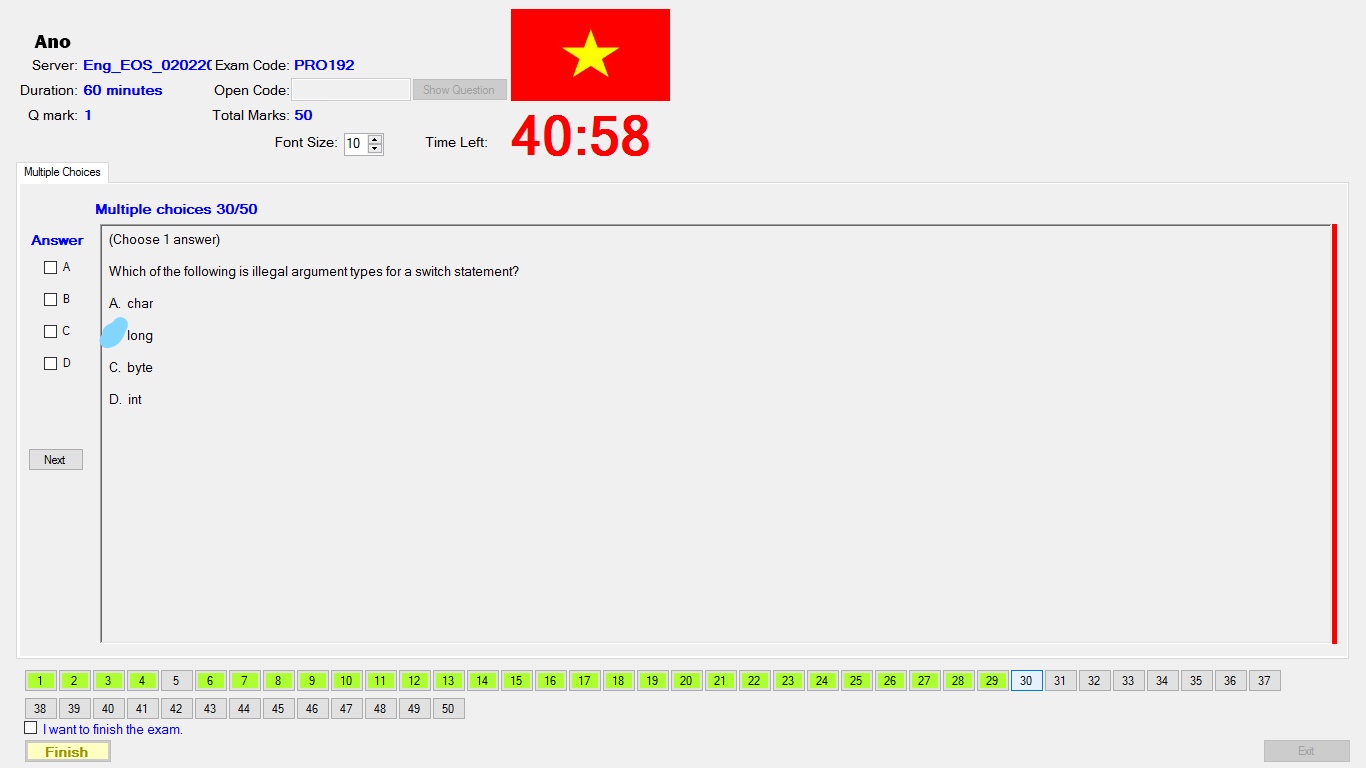 Ano
Server: Eng_EOS_020220 Exam Code: PRO192
Duration: 60 minutes Open Code: Show Question
Q mark: 1 Total Marks: 50
Font Size: 10 Time Left: 40:58
Multiple Choices
Multiple choices 30/50
Answer
(Choose 1 answer)
A
Which of the following is illegal argument types for a switch statement?
B
A. char
C
long
D
C. byte
D. int
Next
1 2 3 4 5 6 7 8 9 10 11 12 13 14 15 16 17 18 19 20 21 22 23 24 25 26 27 28 29 30 31 32 33 34 35 36 37
38 39 40 41 42 43 44 45 46 47 48 49 50
I want to finish the exam.
Finish Exit